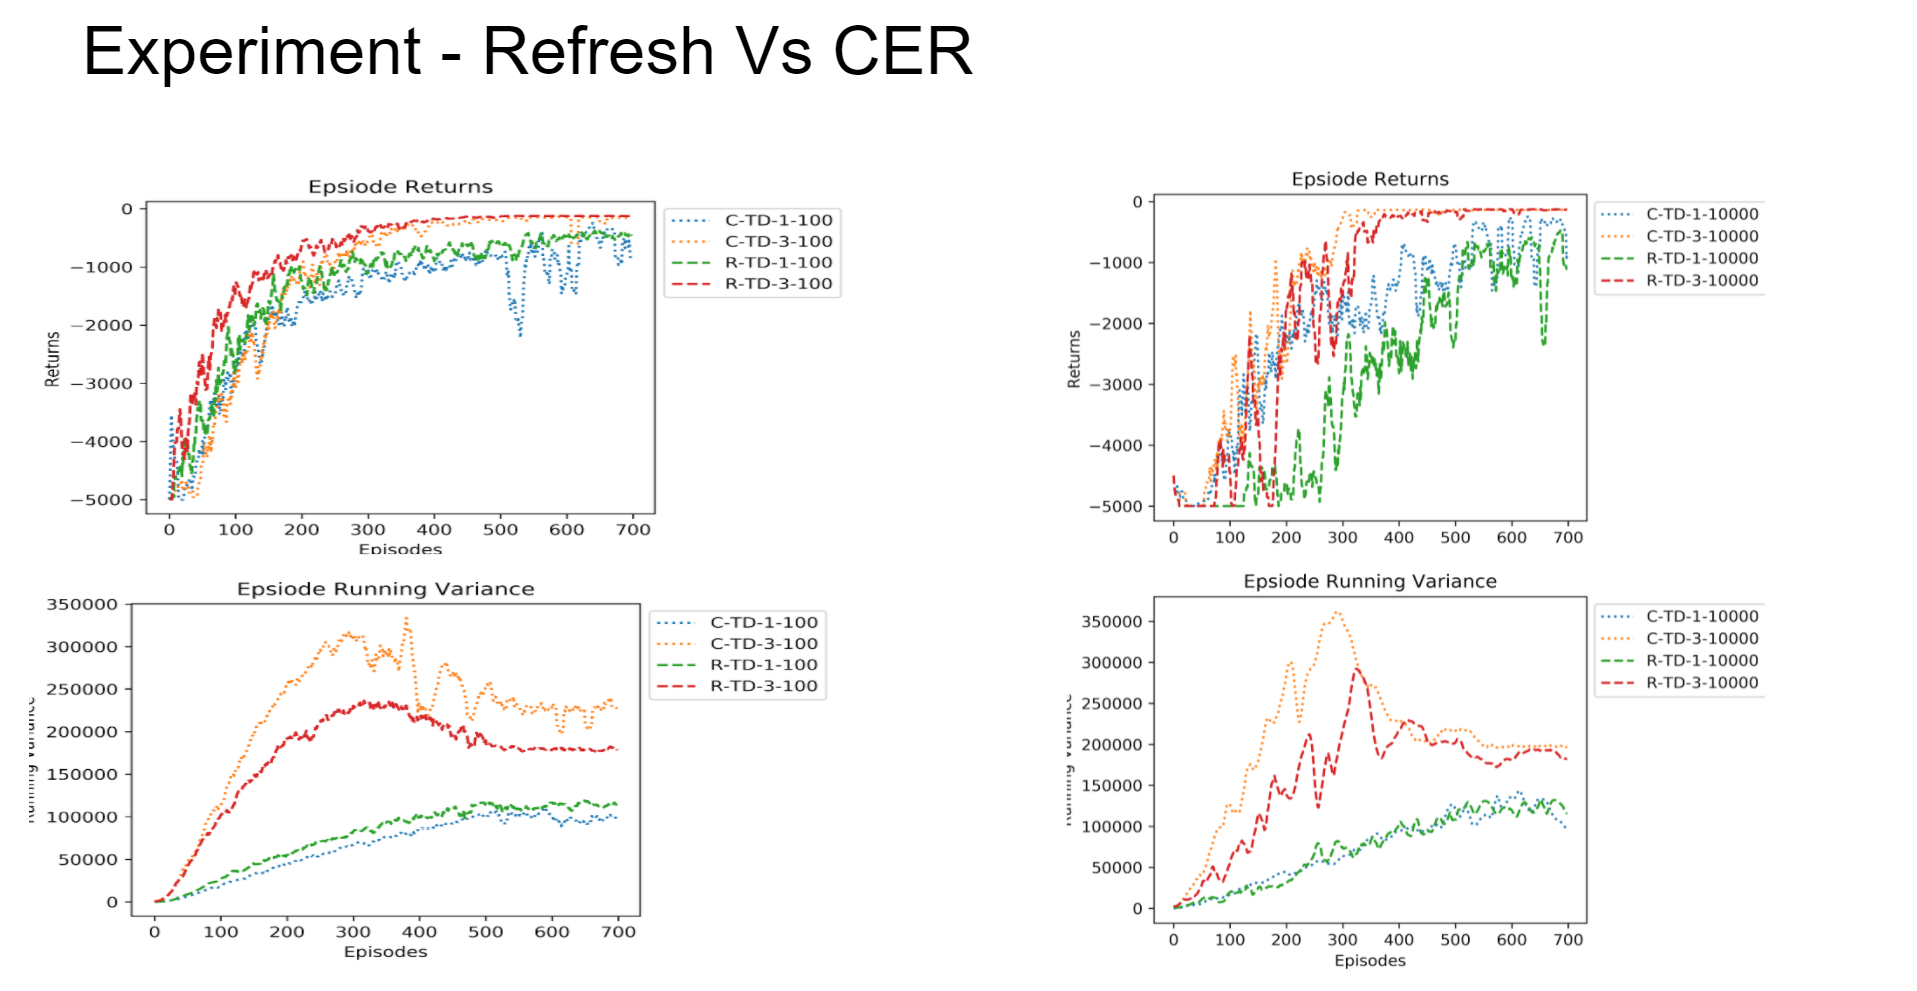 Experiment - Refresh Vs CER
Epsiode Returns
0
−1000
−2000
−3000
−4000
−5000
Returns
0 100 200 300 400 500 600 700
Episodes
C-TD-1-100
C-TD-3-100
R-TD-1-100
R-TD-3-100
Epsiode Returns
0
−1000
−2000
−3000
−4000
−5000
Returns
0 100 200 300 400 500 600 700
C-TD-1-10000
C-TD-3-10000
R-TD-1-10000
R-TD-3-10000
Epsiode Running Variance
350000
300000
250000
200000
150000
100000
50000
0
Running Variance
0 100 200 300 400 500 600 700
Episodes
C-TD-1-100
C-TD-3-100
R-TD-1-100
R-TD-3-100
Epsiode Running Variance
350000
300000
250000
200000
150000
100000
50000
0
Running Variance
0 100 200 300 400 500 600 700
Episodes
C-TD-1-10000
C-TD-3-10000
R-TD-1-10000
R-TD-3-10000